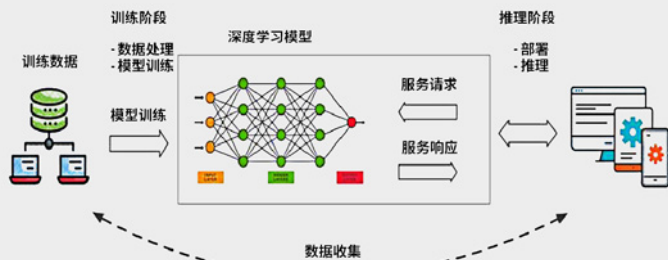 训练阶段
- 数据处理
- 模型训练
训练数据
模型训练
深度学习模型
服务请求
服务响应
推理阶段
- 部署
- 推理
数据收集